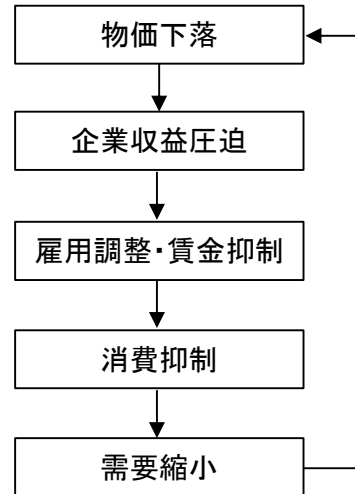 物価下落
企業収益圧迫
雇用調整・賃金抑制
消費抑制
需要縮小